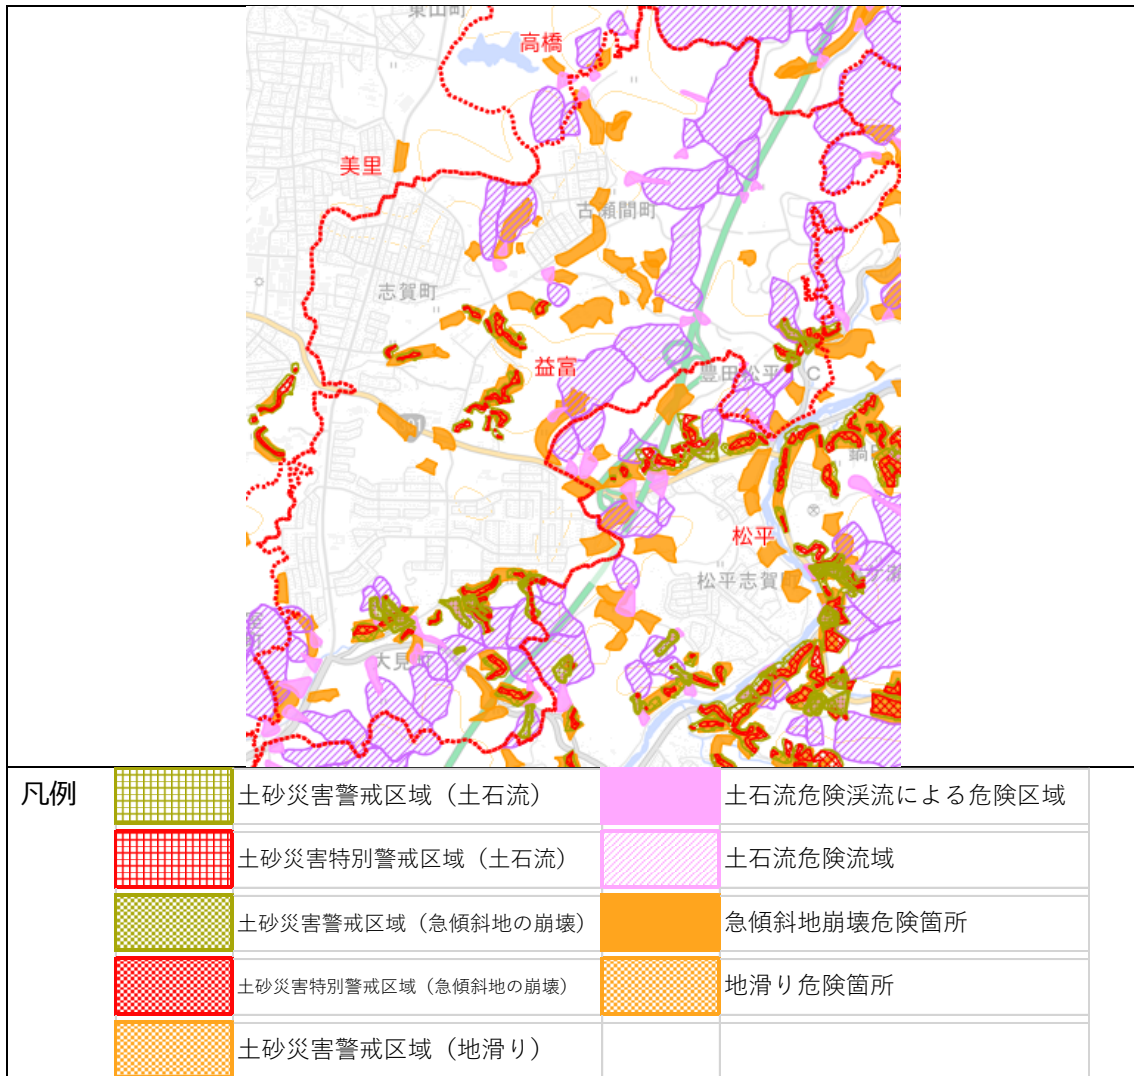 東山町
高橋
美里
古瀬間町
志賀町
益富
豊田松平
C
松平
松平志賀町
大見町
凡例
土砂災害警戒区域（土石流）
土石流危険渓流による危険区域
土砂災害特別警戒区域（土石流）
土石流危険流域
土砂災害警戒区域（急傾斜地の崩壊）
急傾斜地崩壊危険箇所
土砂災害特別警戒区域（急傾斜地の崩壊）
地滑り危険箇所
土砂災害警戒区域（地滑り）